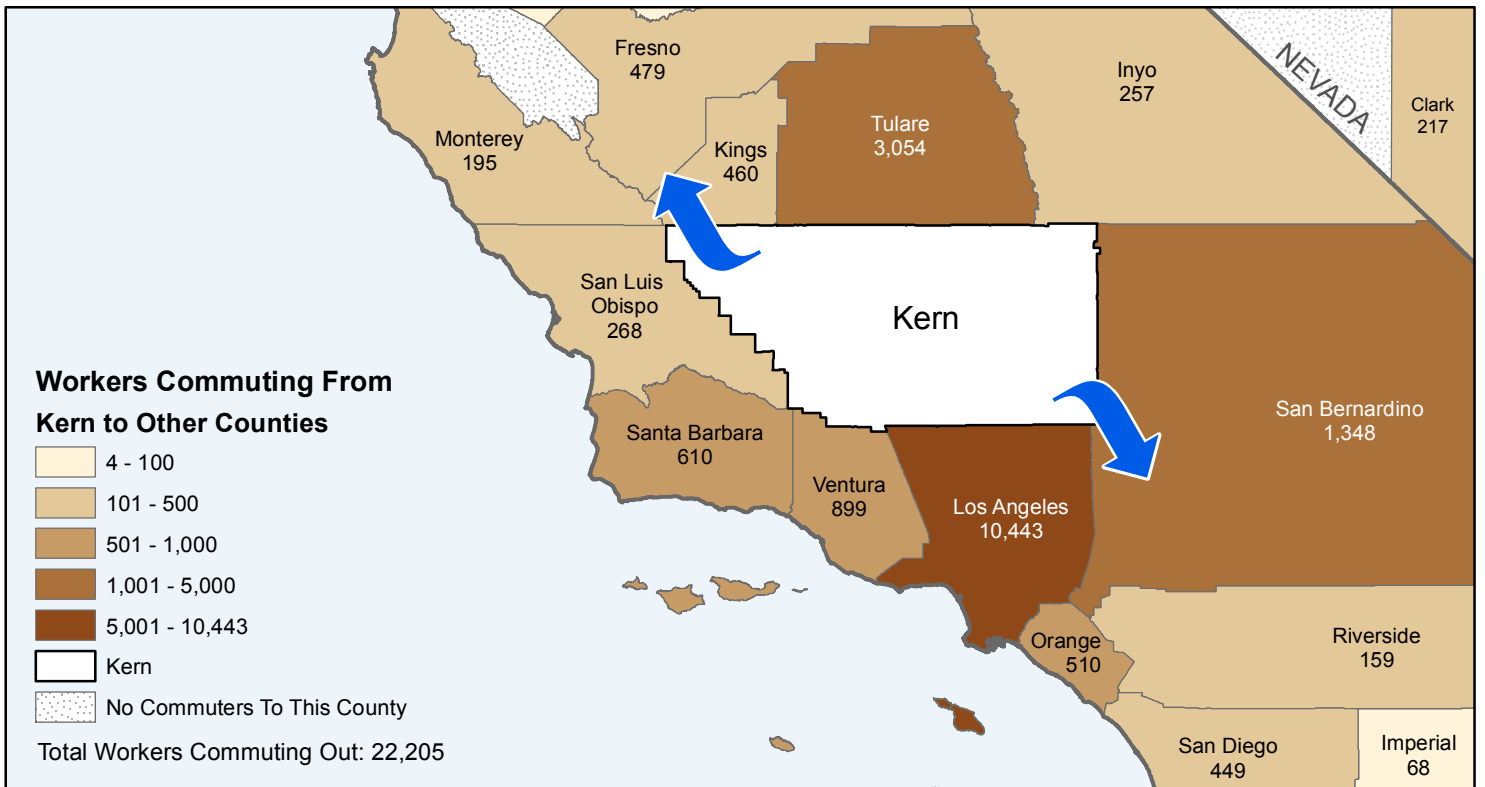 Fresno
479
Inyo
257
NEVADA
Clark
217
Monterey
195
Kings
460
Tulare
3,054
San Luis
Obispo
268
Kern
Workers Commuting From
Kern to Other Counties
4 - 100
101 - 500
501 - 1,000
1,001 - 5,000
5,001 - 10,443
Kern
No Commuters To This County
Total Workers Commuting Out: 22,205
Santa Barbara
610
Ventura
899
Los Angeles
10,443
San Bernardino
1,348
Orange
510
Riverside
159
San Diego
449
Imperial
68